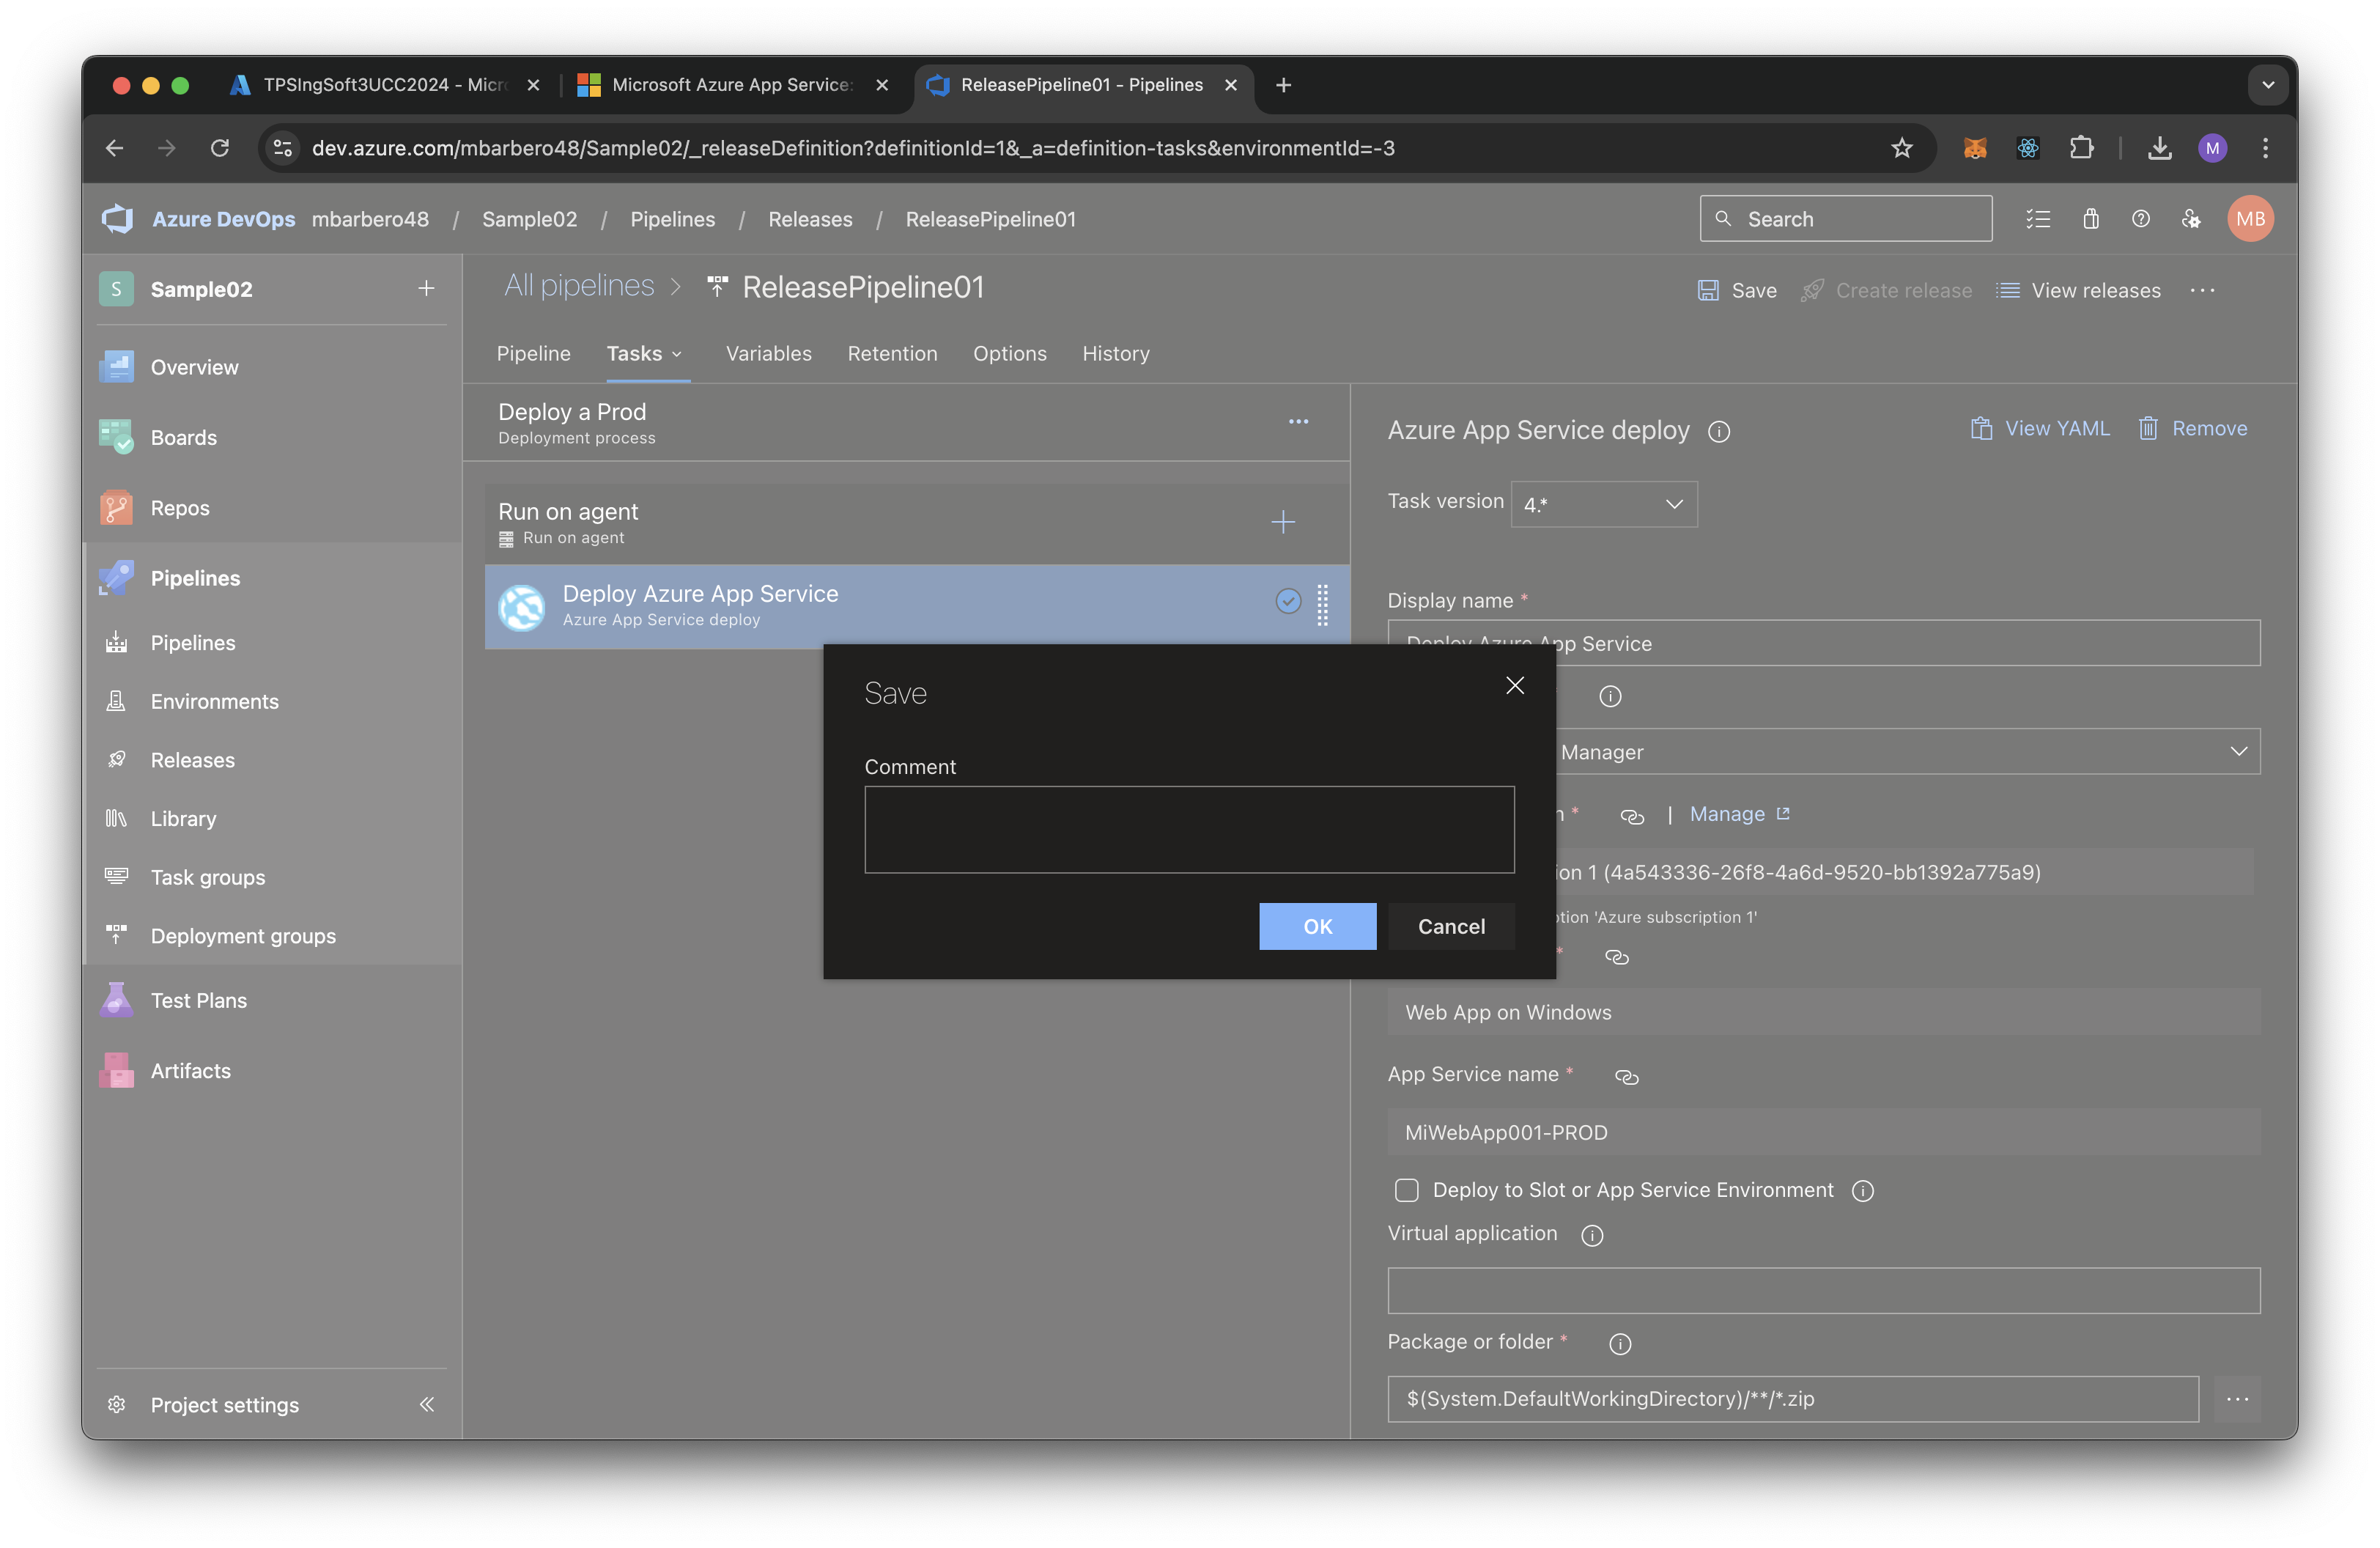 TPSIngSoft3UCC2024 - Micr
Microsoft Azure App Service:
ReleasePipeline01 - Pipelines
dev.azure.com/mbarbero48/Sample02/_releaseDefinition?definitionId=1&_a=definition-tasks&environmentId=-3
M
Azure DevOps mbarbero48 / Sample02 / Pipelines / Releases / ReleasePipeline01
Search
MB
S Sample02
Overview
Boards
Repos
Pipelines
Pipelines
Environments
Releases
Library
Task groups
Deployment groups
Test Plans
Artifacts
Project settings
All pipelines > ReleasePipeline01
Save Create release View releases ...
Pipeline Tasks Variables Retention Options History
Deploy a Prod
Deployment process
Run on agent
Run on agent
Deploy Azure App Service
Azure App Service deploy
Azure App Service deploy
View YAML Remove
Task version 4.*
Display name *
Deploy Azure App Service
Manager
n * | Manage
ion 1 (4a543336-26f8-4a6d-9520-bb1392a775a9)
ption 'Azure subscription 1'
*
Web App on Windows
App Service name *
MiWebApp001-PROD
Deploy to Slot or App Service Environment
Virtual application
Package or folder *
$(System.DefaultWorkingDirectory)/**/*.zip
Save
Comment
OK Cancel